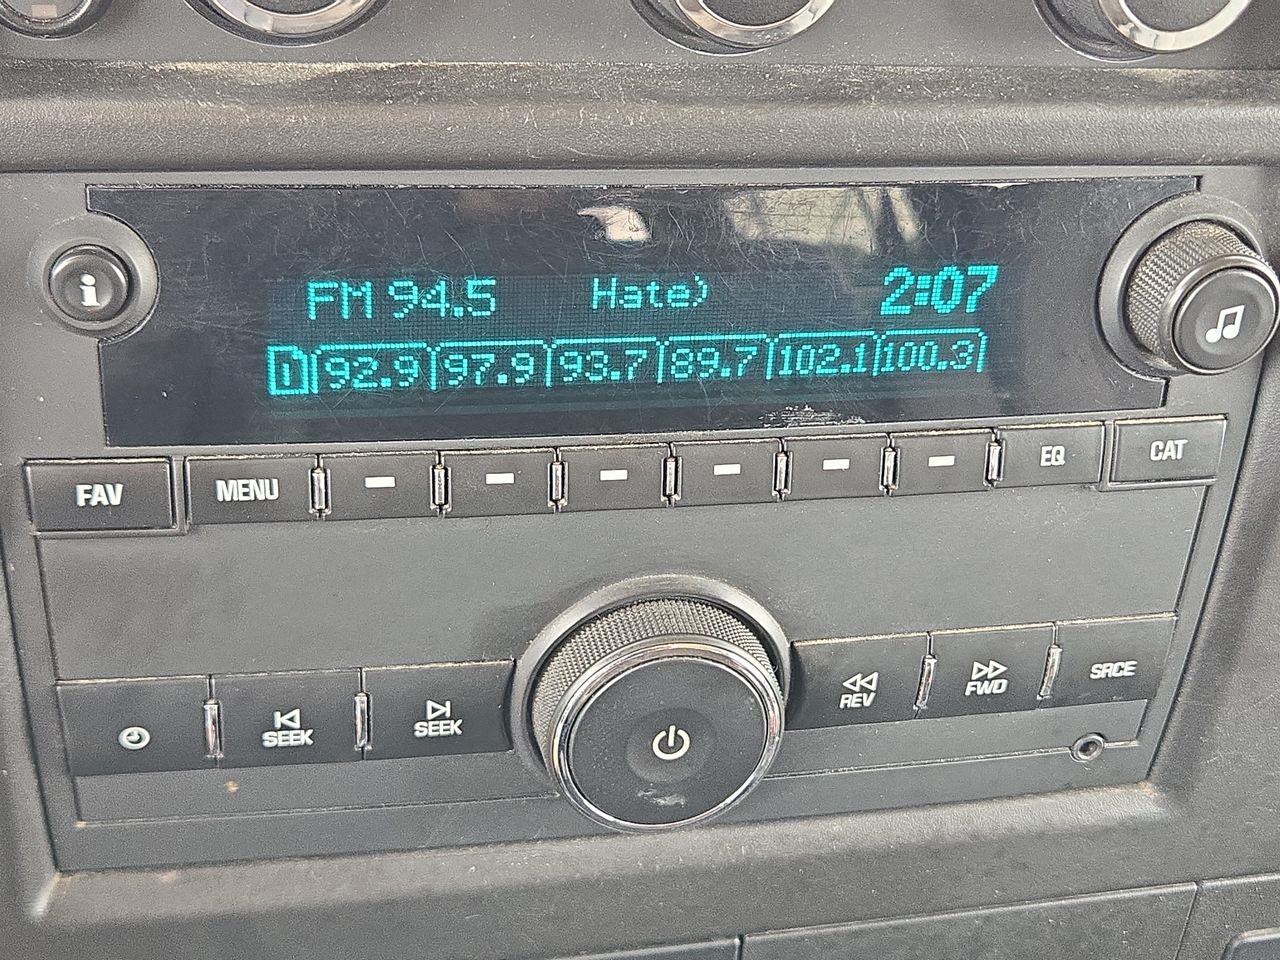 i
FM 94.5 Hate) 2:07
1 92.9 97.9 93.7 89.7 102.1 100.3
FAV MENU EQ CAT
SEEK SEEK REV FWD SRCE